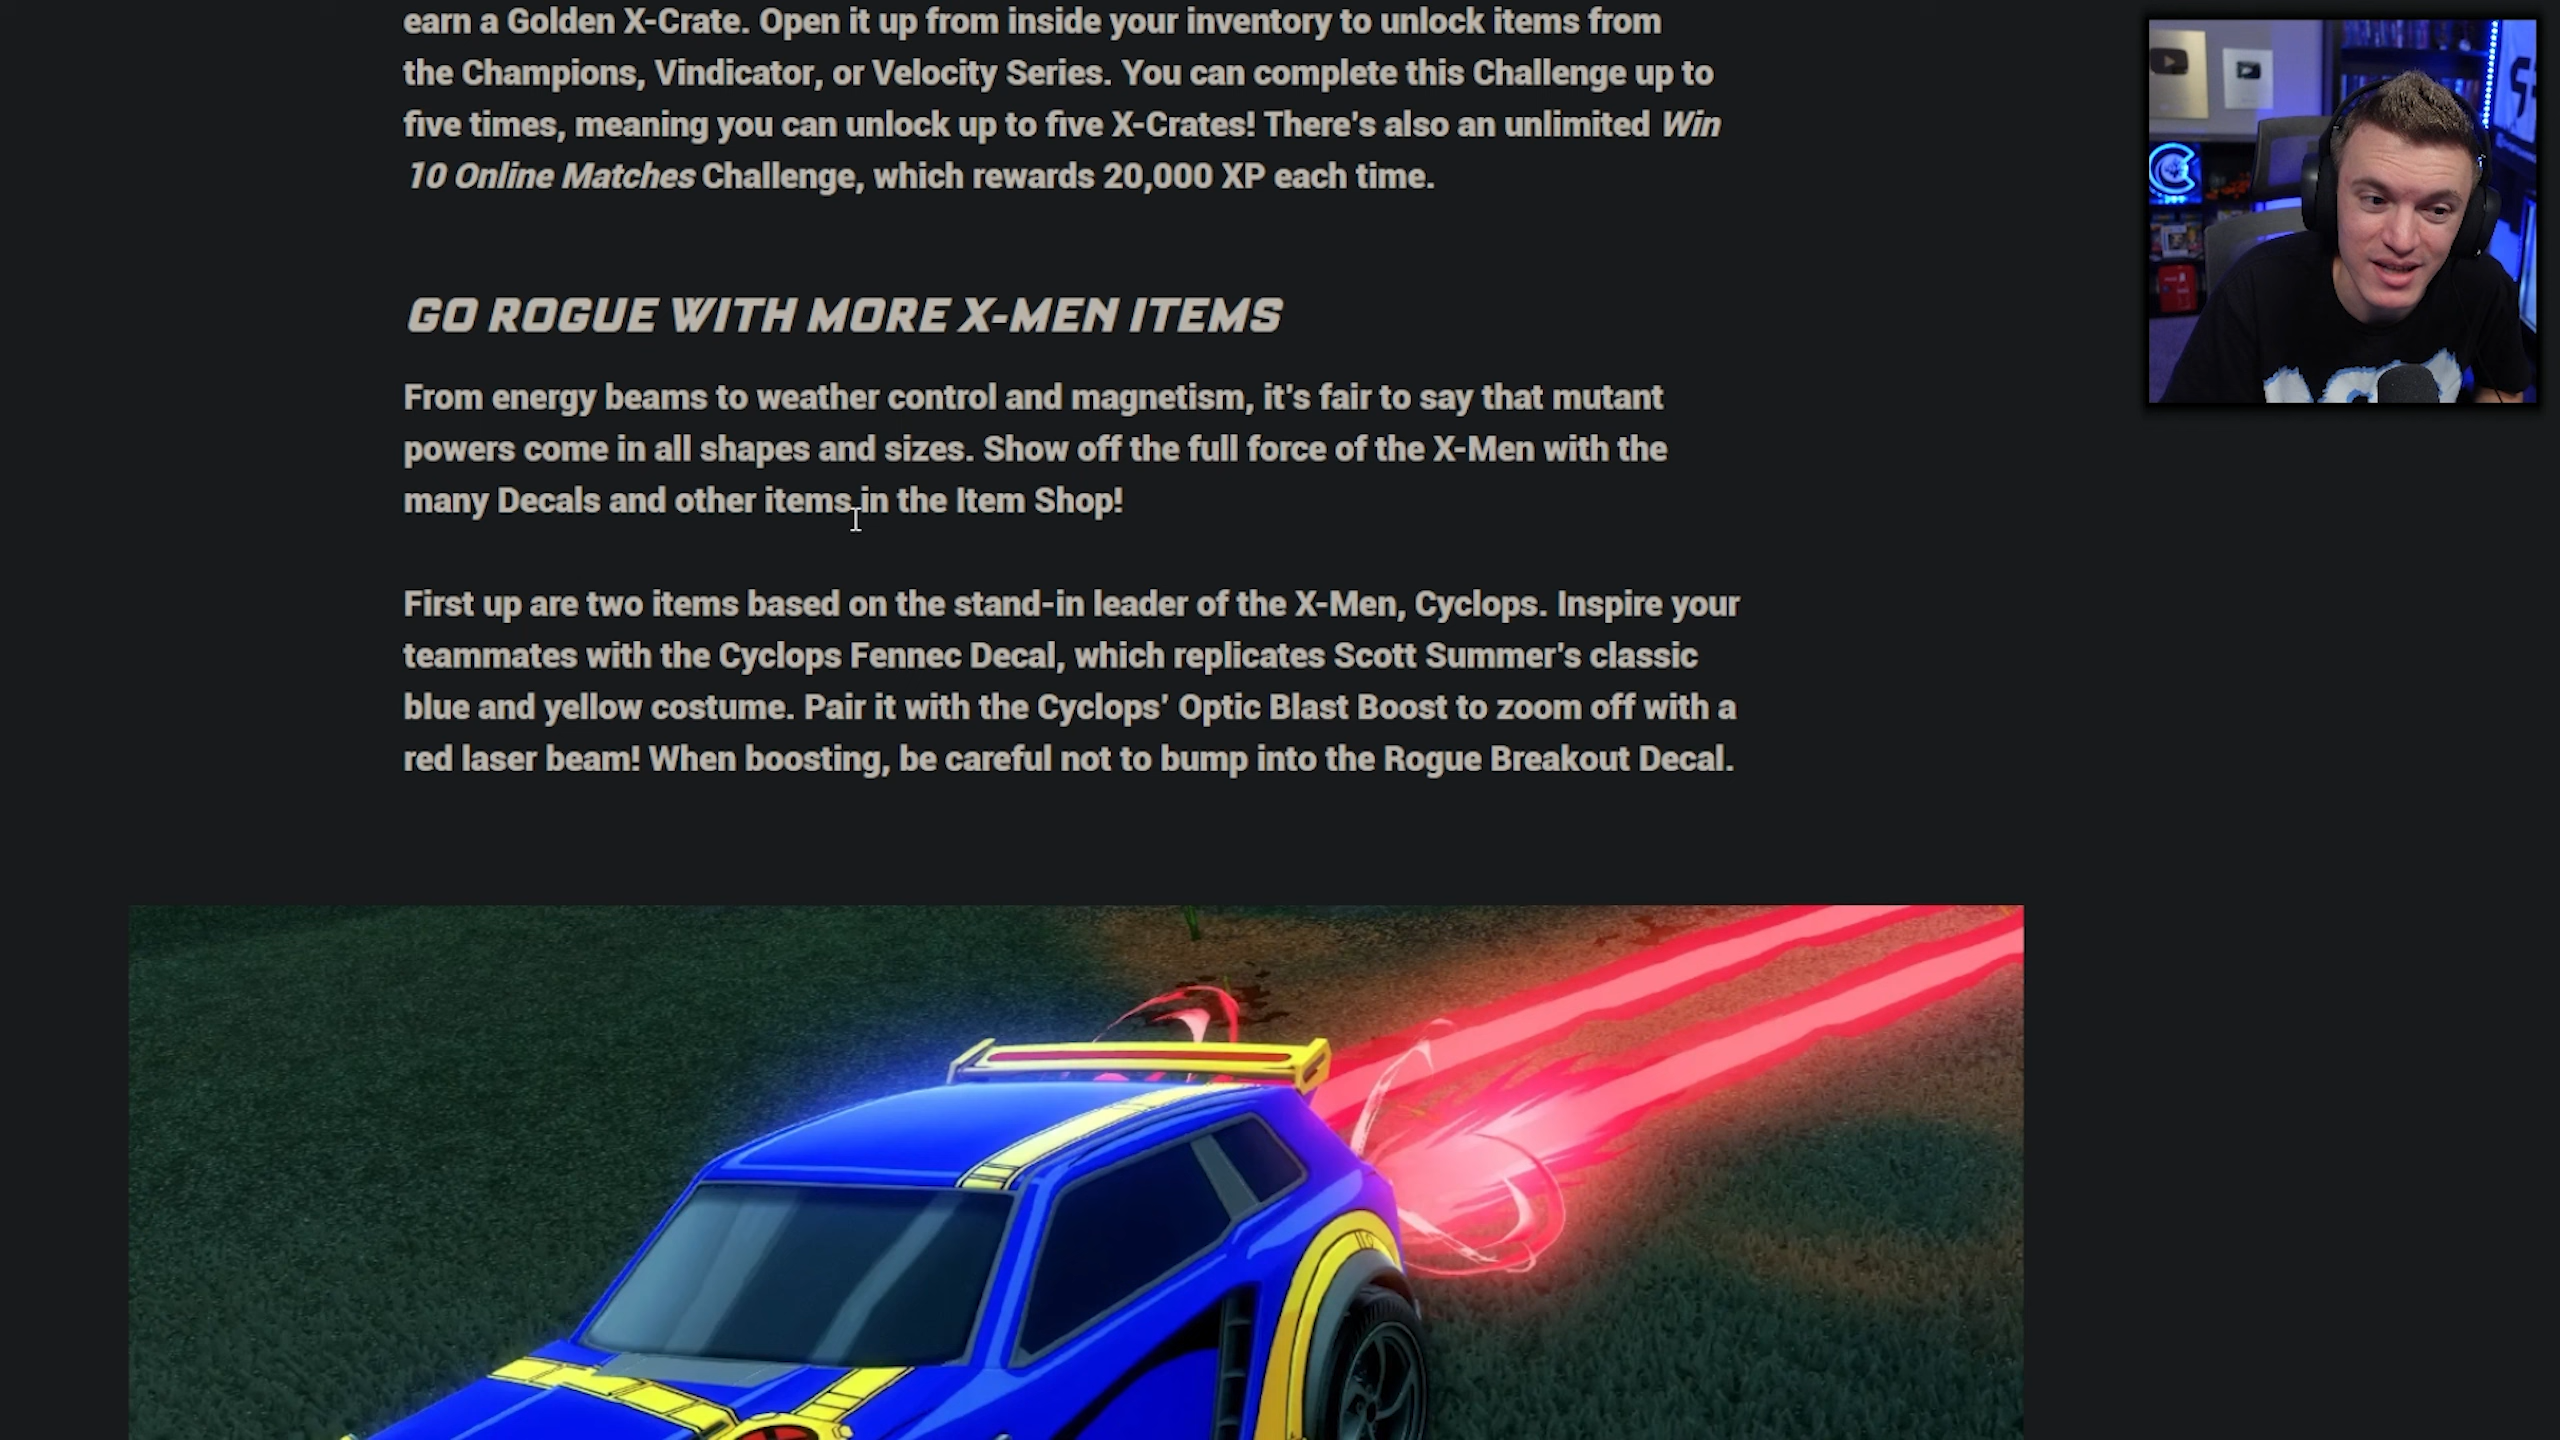 earn a Golden X-Crate. Open it up from inside your inventory to unlock items from
the Champions, Vindicator, or Velocity Series. You can complete this Challenge up to
five times, meaning you can unlock up to five X-Crates! There's also an unlimited Win
10 Online Matches Challenge, which rewards 20,000 XP each time.
GO ROGUE WITH MORE X-MEN ITEMS
From energy beams to weather control and magnetism, it's fair to say that mutant
powers come in all shapes and sizes. Show off the full force of the X-Men with the
many Decals and other items in the Item Shop!
First up are two items based on the stand-in leader of the X-Men, Cyclops. Inspire your
teammates with the Cyclops Fennec Decal, which replicates Scott Summer's classic
blue and yellow costume. Pair it with the Cyclops' Optic Blast Boost to zoom off with a
red laser beam! When boosting, be careful not to bump into the Rogue Breakout Decal.